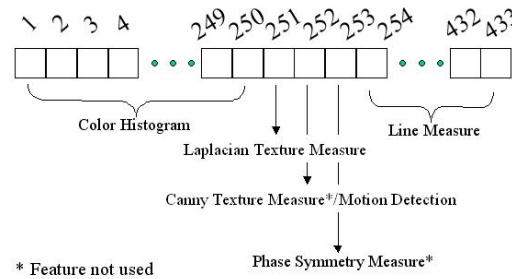 1 2 3 4 249 250 251 252 253 254 432 433
Color Histogram
Line Measure
Laplacian Texture Measure
Canny Texture Measure*/Motion Detection
Phase Symmetry Measure*
* Feature not used